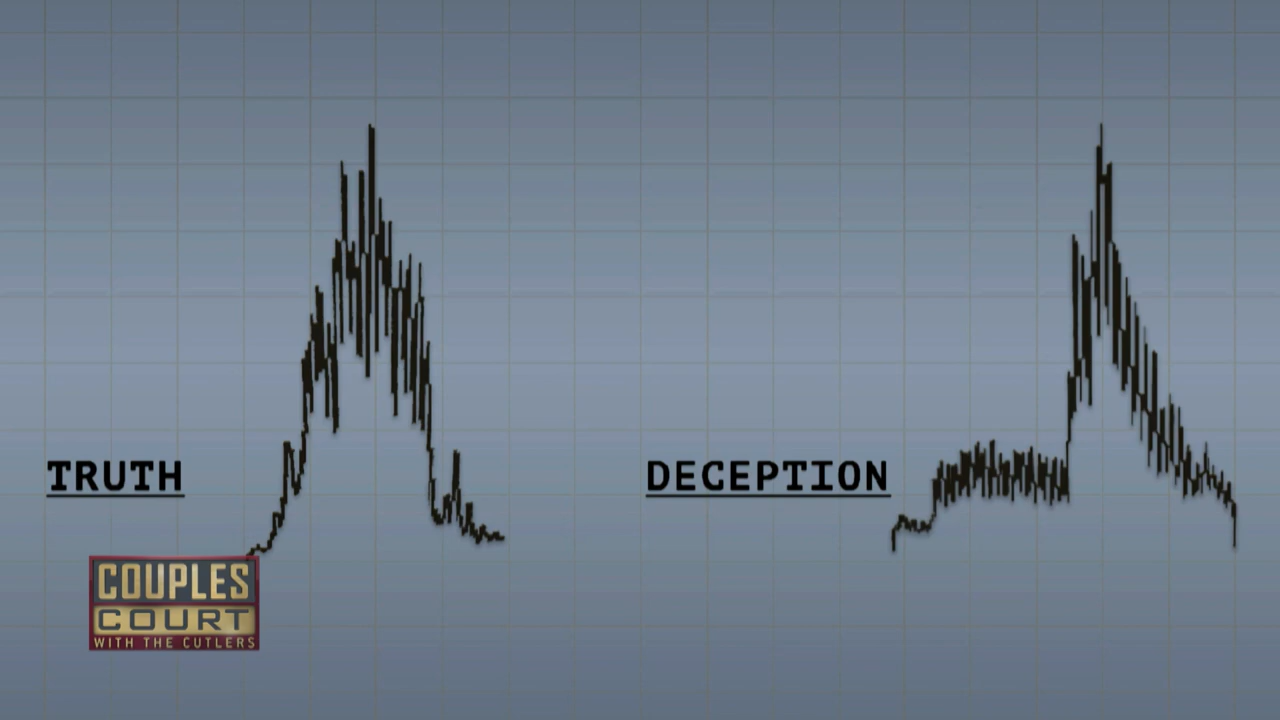 TRUTH
DECEPTION
COUPLES
COURT
WITH THE CUTLERS